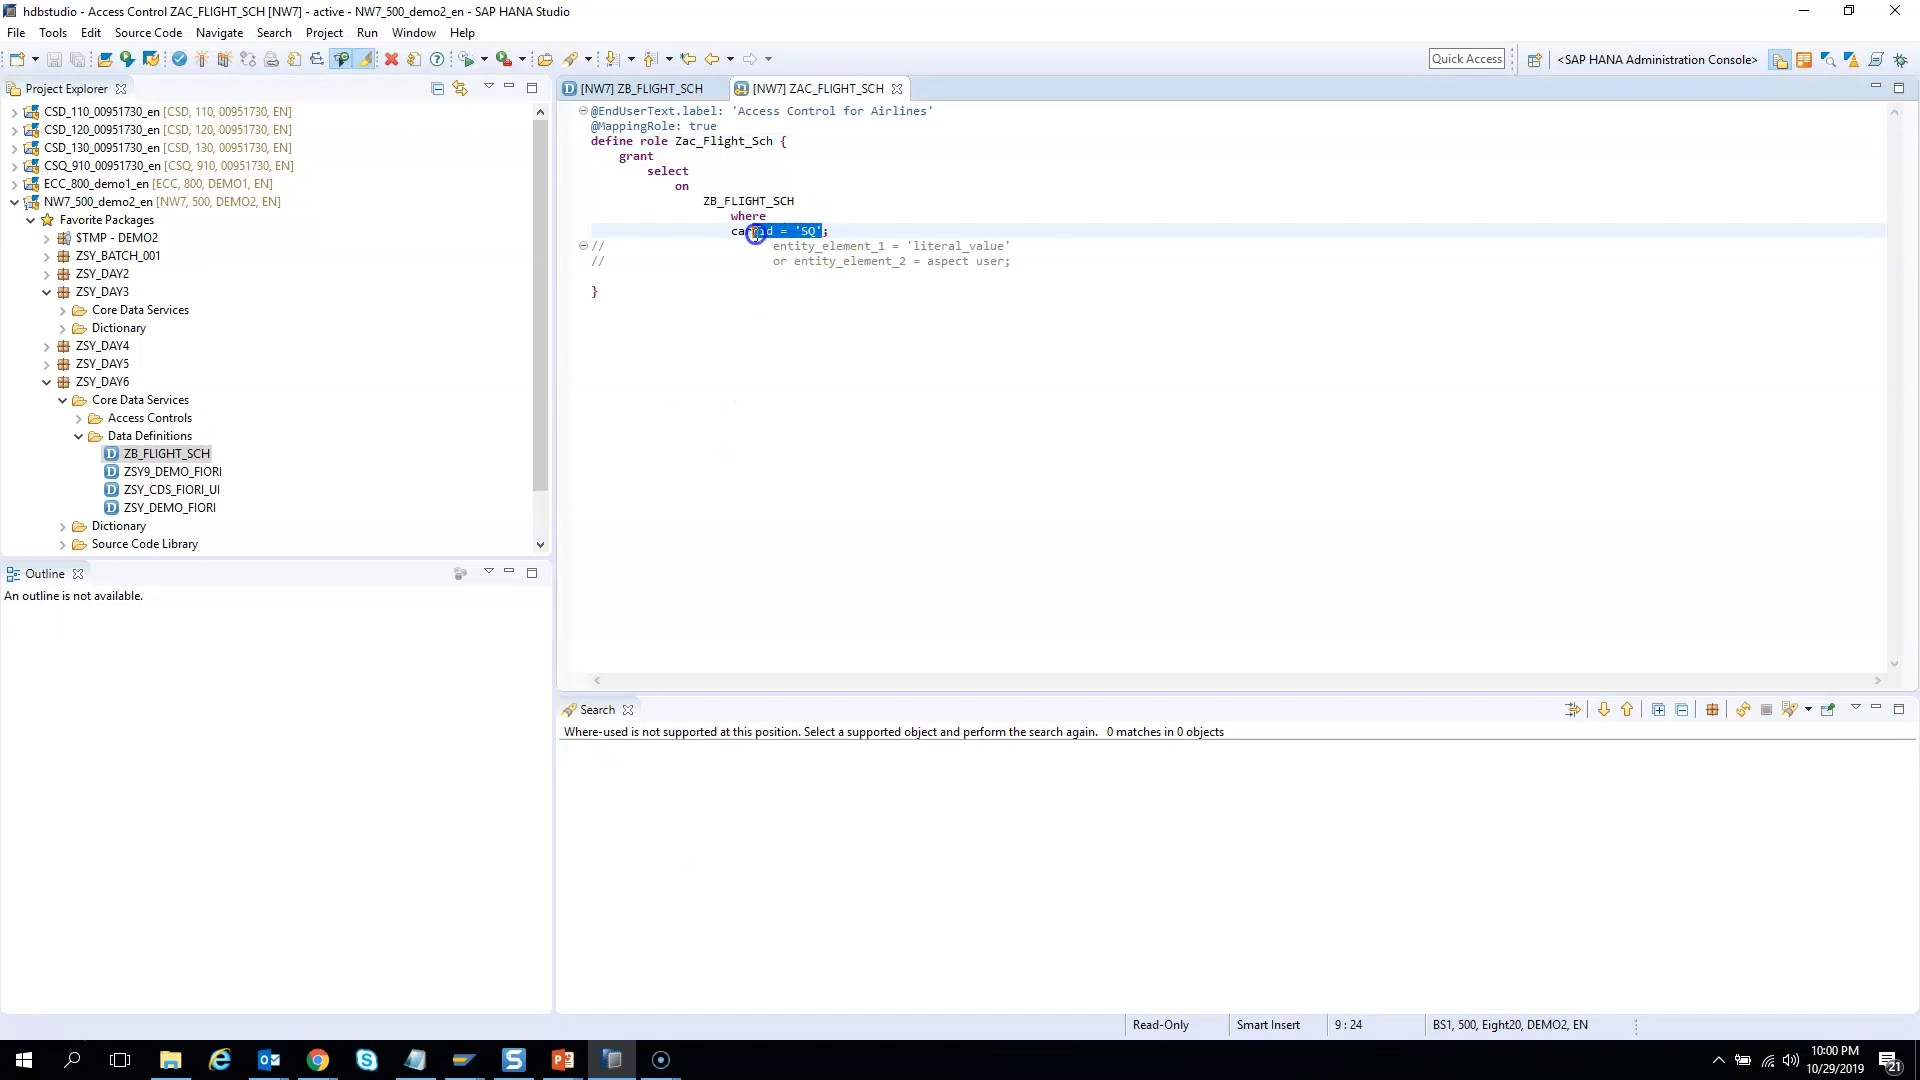 hdbstudio - Access Control ZAC_FLIGHT_SCH [NW7] - active - NW7_500_demo2_en - SAP HANA Studio
File Tools Edit Source Code Navigate Search Project Run Window Help
Quick Access
<SAP HANA Administration Console>
Project Explorer
CSD_110_00951730_en [CSD, 110, 00951730, EN]
CSD_120_00951730_en [CSD, 120, 00951730, EN]
CSD_130_00951730_en [CSD, 130, 00951730, EN]
CSQ_910_00951730_en [CSQ, 910, 00951730, EN]
ECC_800_demo1_en [ECC, 800, DEMO1, EN]
NW7_500_demo2_en [NW7, 500, DEMO2, EN]
Favorite Packages
$TMP - DEMO2
ZSY_BATCH_001
ZSY_DAY2
ZSY_DAY3
Core Data Services
Dictionary
ZSY_DAY4
ZSY_DAY5
ZSY_DAY6
Core Data Services
Access Controls
Data Definitions
ZB_FLIGHT_SCH
ZSY9_DEMO_FIORI
ZSY_CDS_FIORI_UI
ZSY_DEMO_FIORI
Dictionary
Source Code Library
Outline
An outline is not available.
[NW7] ZB_FLIGHT_SCH
[NW7] ZAC_FLIGHT_SCH
@EndUserText.label: 'Access Control for Airlines'
@MappingRole: true
define role Zac_Flight_Sch {
grant
select
on
ZB_FLIGHT_SCH
where
carrid = 'SQ';
// entity_element_1 = 'literal_value'
// or entity_element_2 = aspect user;
}
Search
Where-used is not supported at this position. Select a supported object and perform the search again. 0 matches in 0 objects
Read-Only
Smart Insert
9 : 24
BS1, 500, Eight20, DEMO2, EN
10:00 PM
10/29/2019
21